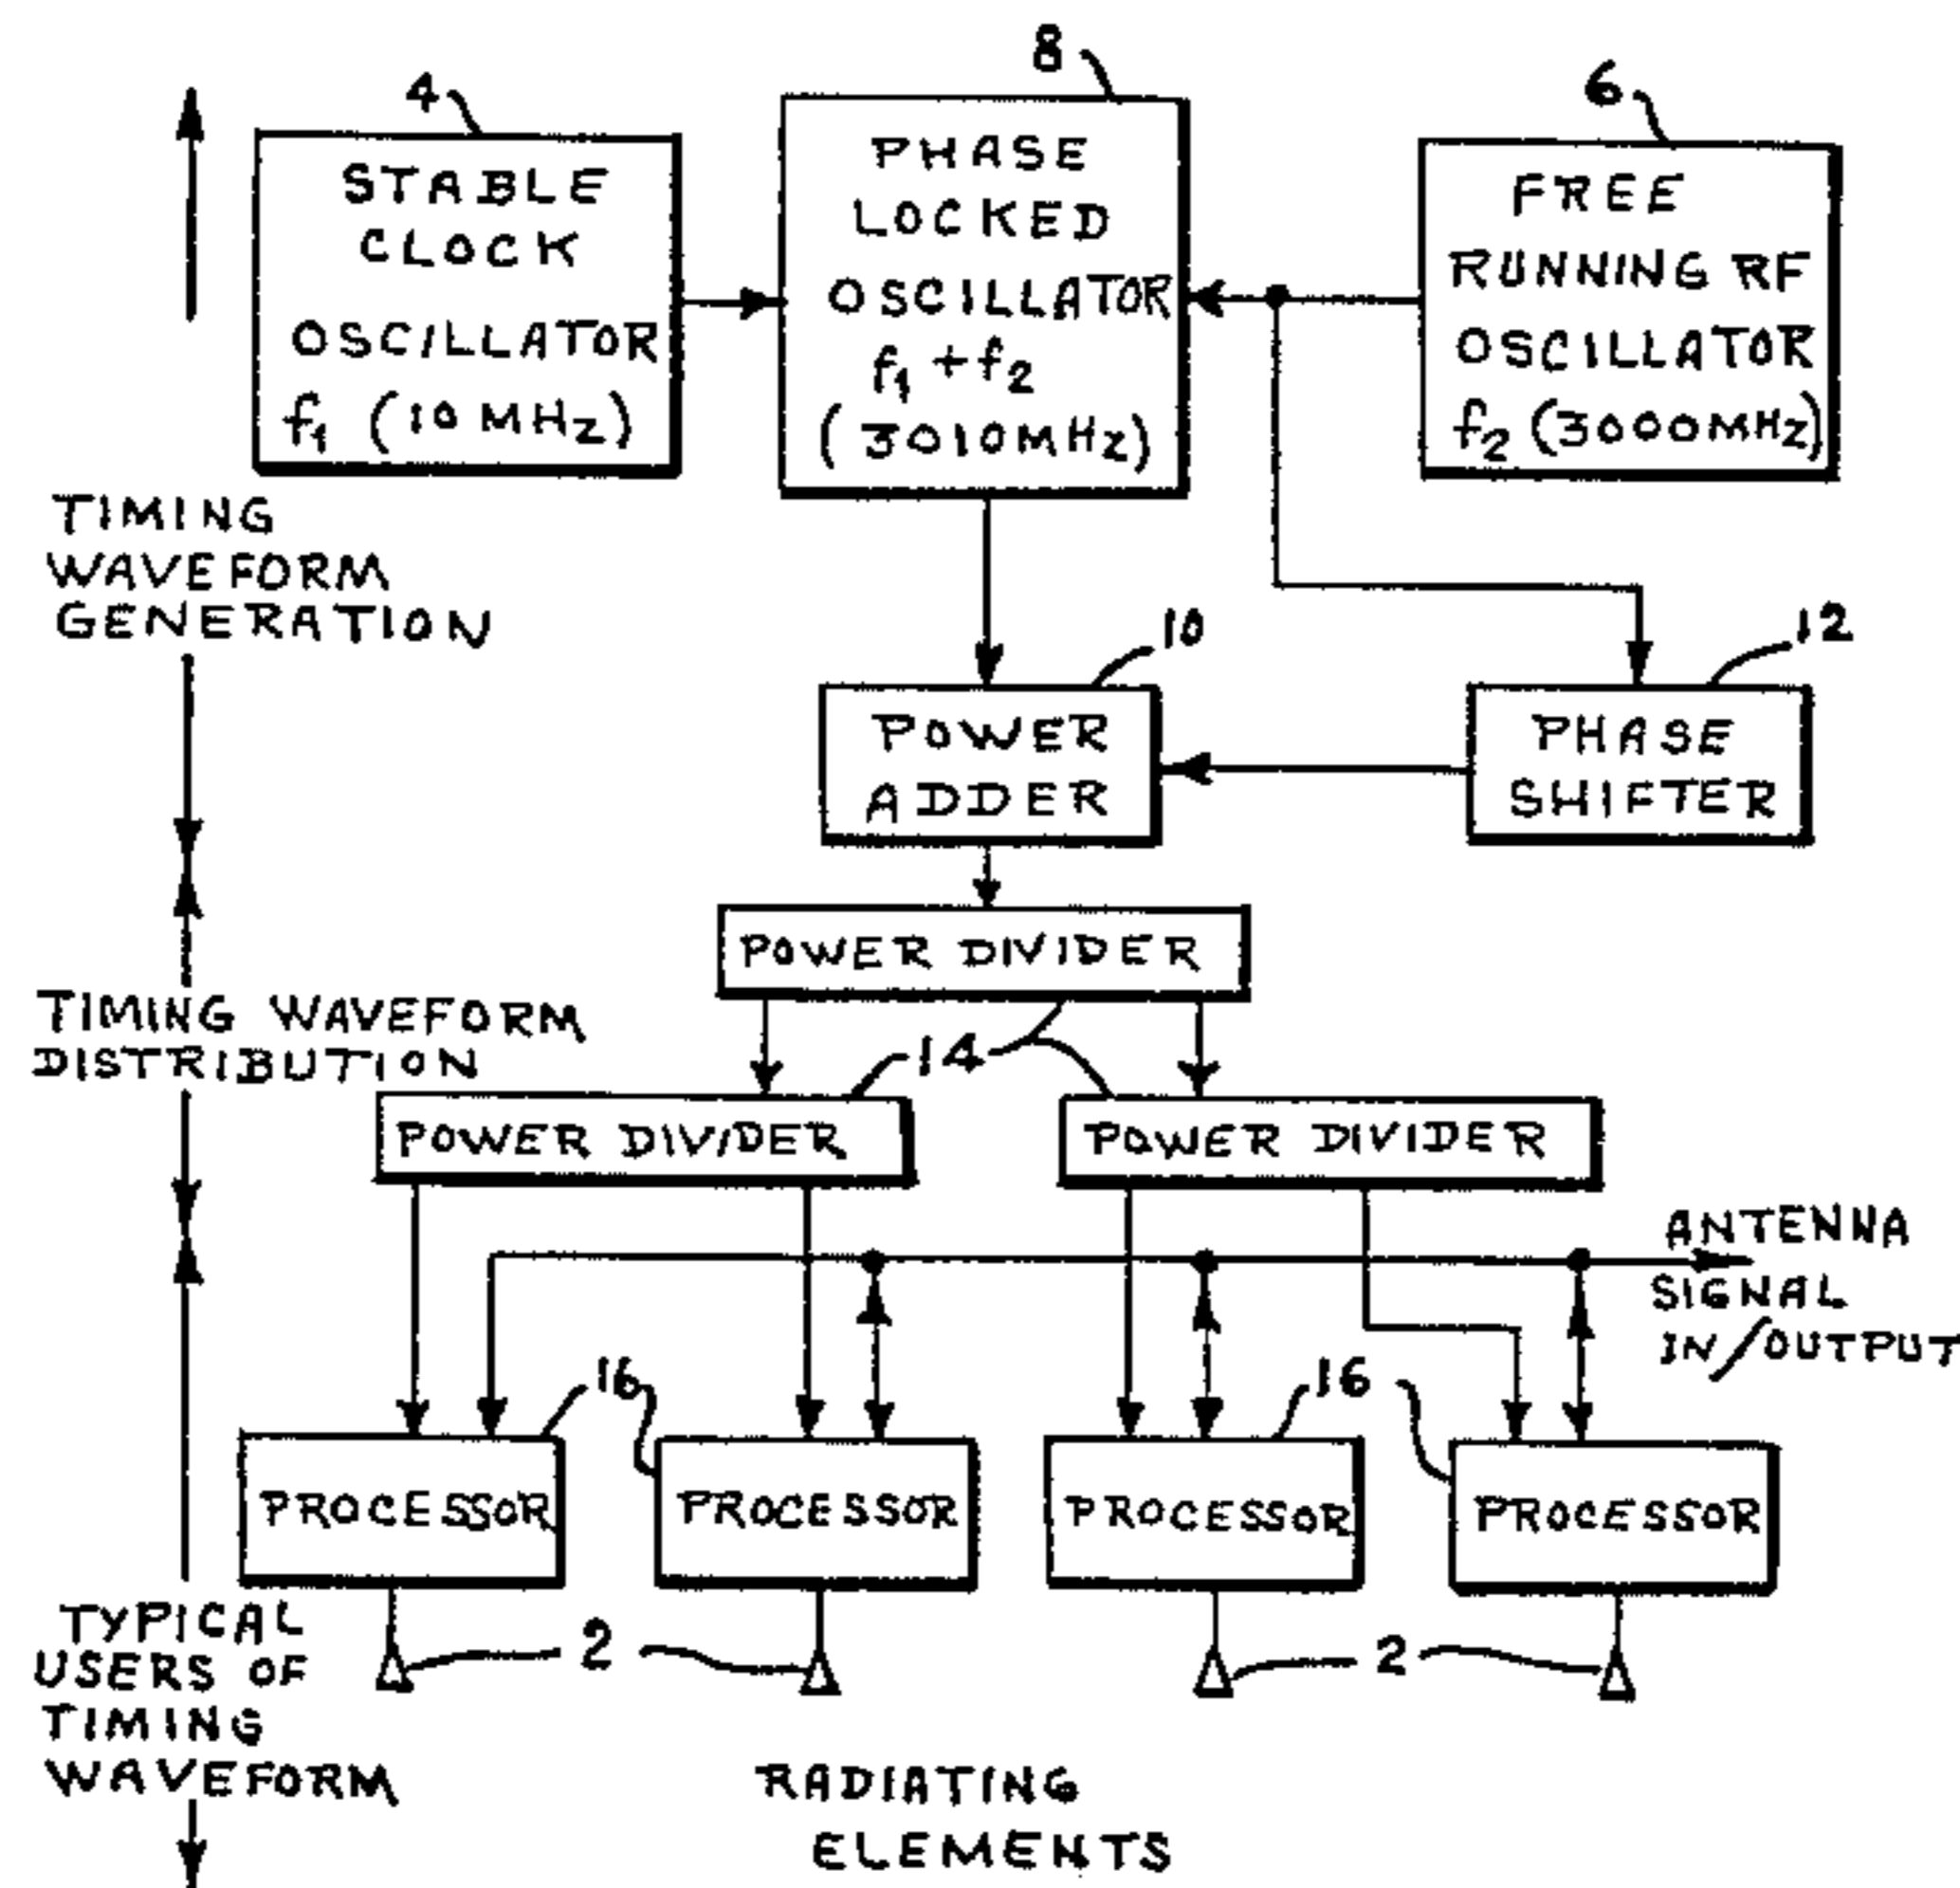 8
4
6
STABLE
CLOCK
OSCILLATOR
f1 (10 MHz)
PHASE
LOCKED
OSCILLATOR
f1 + f2
(3010MHz)
FREE
RUNNING RF
OSCILLATOR
f2 (3000MHz)
TIMING
WAVEFORM
GENERATION
10
12
POWER
ADDER
PHASE
SHIFTER
POWER DIVIDER
TIMING WAVEFORM
DISTRIBUTION
14
POWER DIVIDER
POWER DIVIDER
ANTENNA
SIGNAL
IN/OUTPUT
16
16
PROCESSOR
PROCESSOR
PROCESSOR
PROCESSOR
TYPICAL
USERS OF
TIMING
WAVEFORM
2
2
RADIATING
ELEMENTS